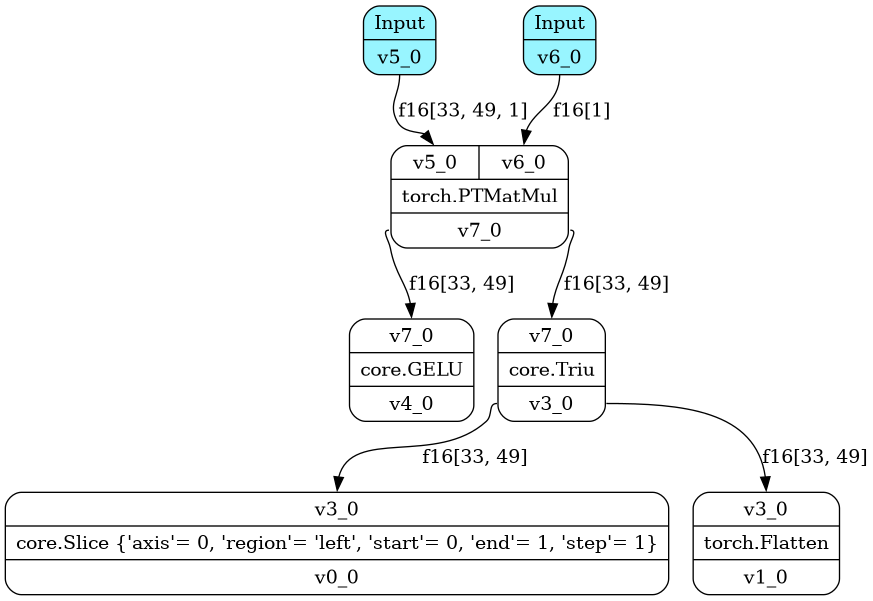 Input
v5_0
Input
v6_0
f16[33, 49, 1]
f16[1]
v5_0
v6_0
torch.PTMatMul
v7_0
f16[33, 49]
f16[33, 49]
v7_0
core.GELU
v4_0
v7_0
core.Triu
v3_0
f16[33, 49]
f16[33, 49]
v3_0
core.Slice {'axis'= 0, 'region'= 'left', 'start'= 0, 'end'= 1, 'step'= 1}
v0_0
v3_0
torch.Flatten
v1_0